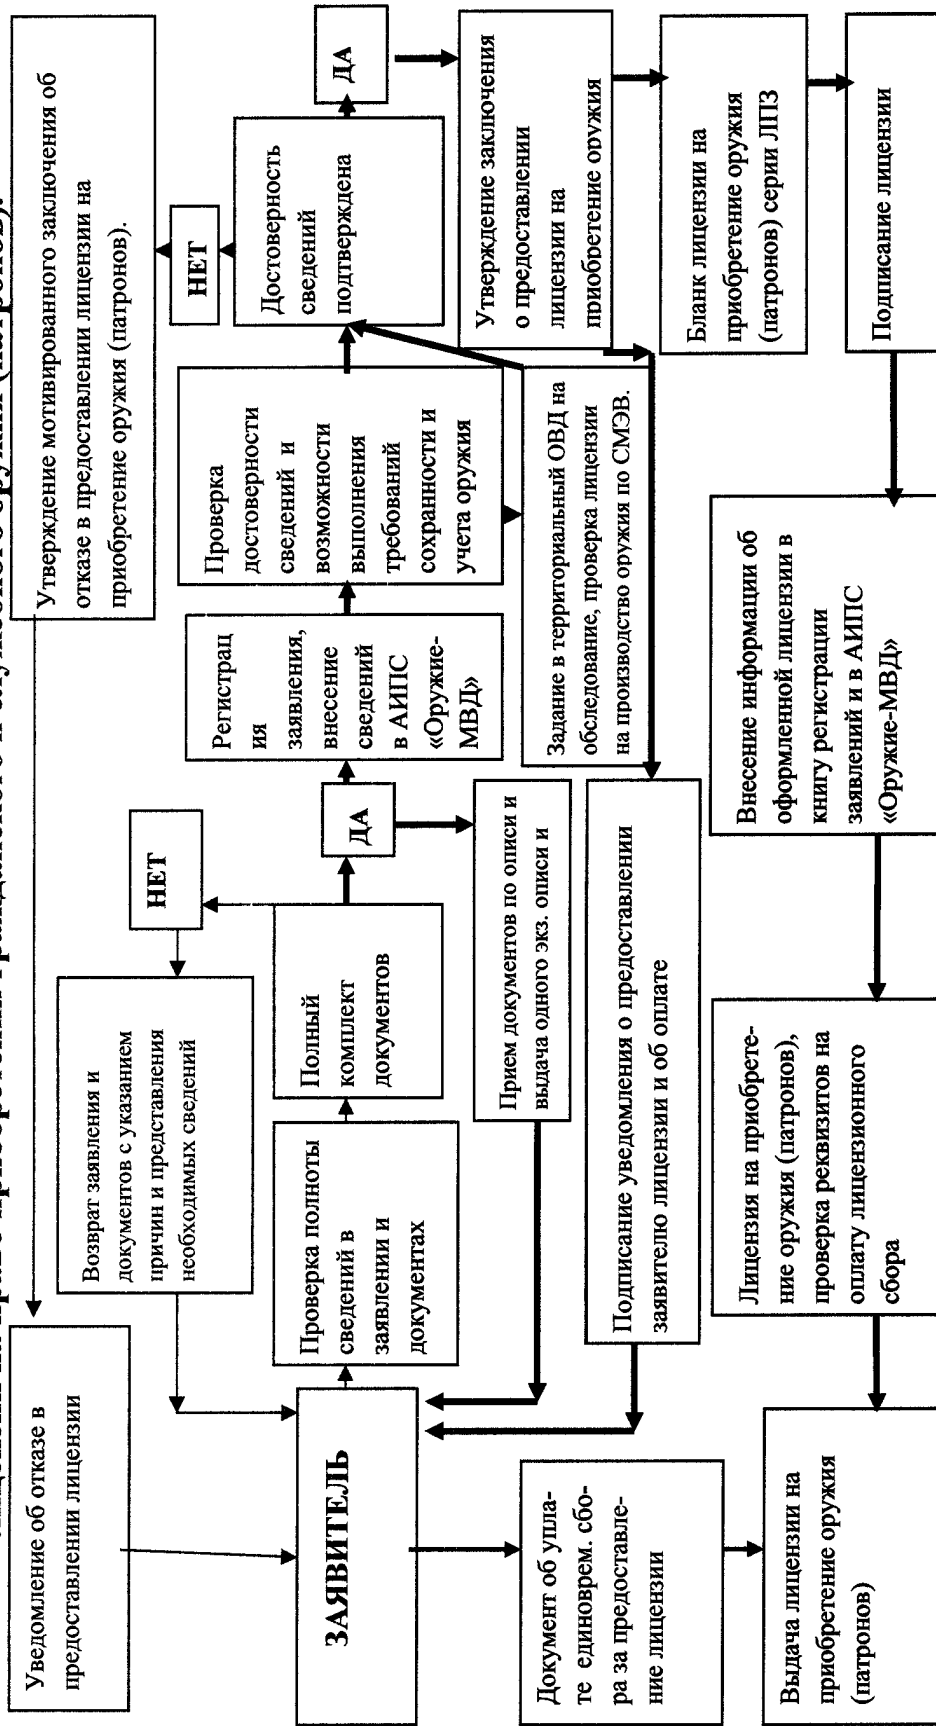 Уведомление об отказе в
предоставлении лицензии
Утверждение мотивированного заключения об
отказе в предоставлении лицензии на
приобретение оружия (патронов).
Возврат заявления и
документов с указанием
причин и представления
необходимых сведений
НЕТ
НЕТ
ЗАЯВИТЕЛЬ
Проверка полноты
сведений в
заявлении и
документах
Полный
комплект
документов
ДА
Регистрац
ия
заявления,
внесение
сведений
в АИПС
«Оружие-
МВД»
Проверка
достоверности
сведений и
возможности
выполнения
требований
сохранности и
учета оружия
Достоверность
сведений
подтверждена
ДА
Прием документов по описи и
выдача одного экз. описи и
Задание в территориальный ОВД на
обследование, проверка лицензии
на производство оружия по СМЭВ.
Утверждение заключения
о предоставлении
лицензии на
приобретение оружия
Документ об упла-
те единоврем. сбо-
ра за предоставле-
ние лицензии
Подписание уведомления о предоставлении
заявителю лицензии и об оплате
Бланк лицензии на
приобретение оружия
(патронов) серии ЛПЗ
Выдача лицензии на
приобретение оружия
(патронов)
Лицензия на приобрете-
ние оружия (патронов),
проверка реквизитов на
оплату лицензионного
сбора
Внесение информации об
оформленной лицензии в
книгу регистрации
заявлений и в АИПС
«Оружие-МВД»
Подписание лицензии